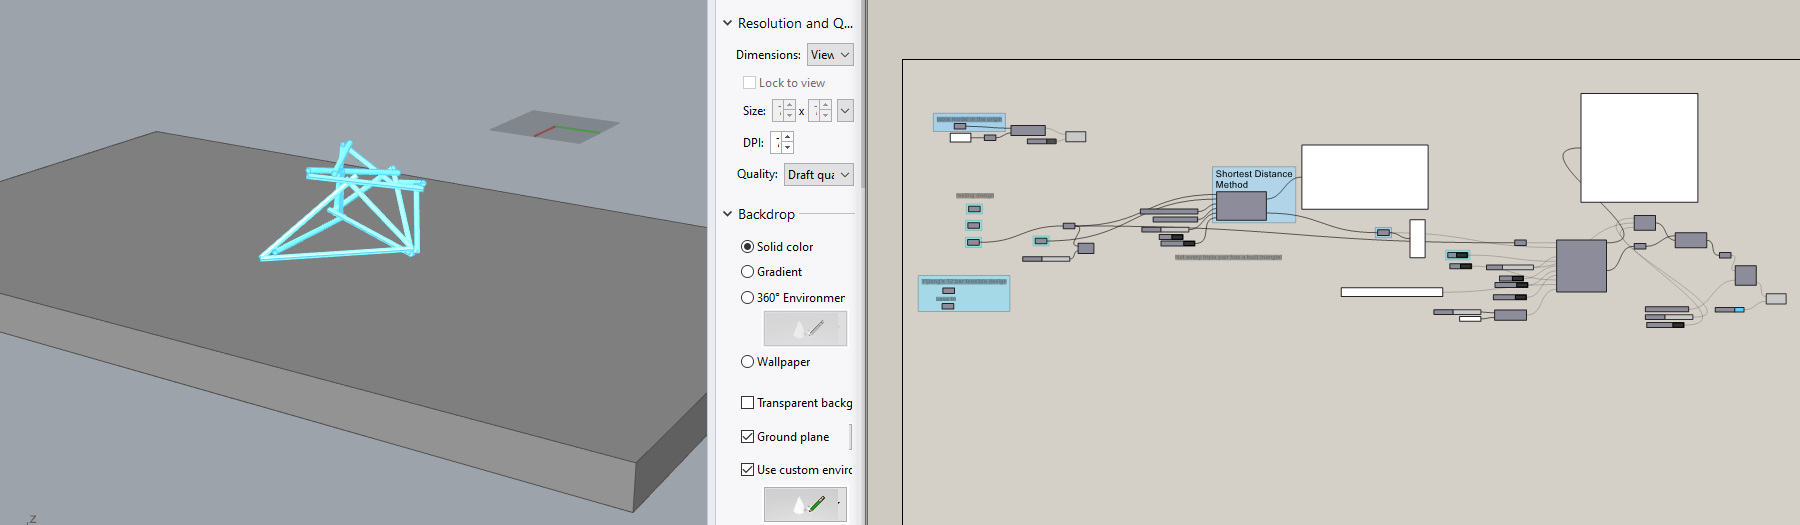 Resolution and Q...
Dimensions: View
Lock to view
Size: x
DPI:
Quality: Draft qua
Backdrop
Solid color
Gradient
360° Environmer
Wallpaper
Transparent backg
Ground plane
Use custom enviro
z
Shortest Distance
Method